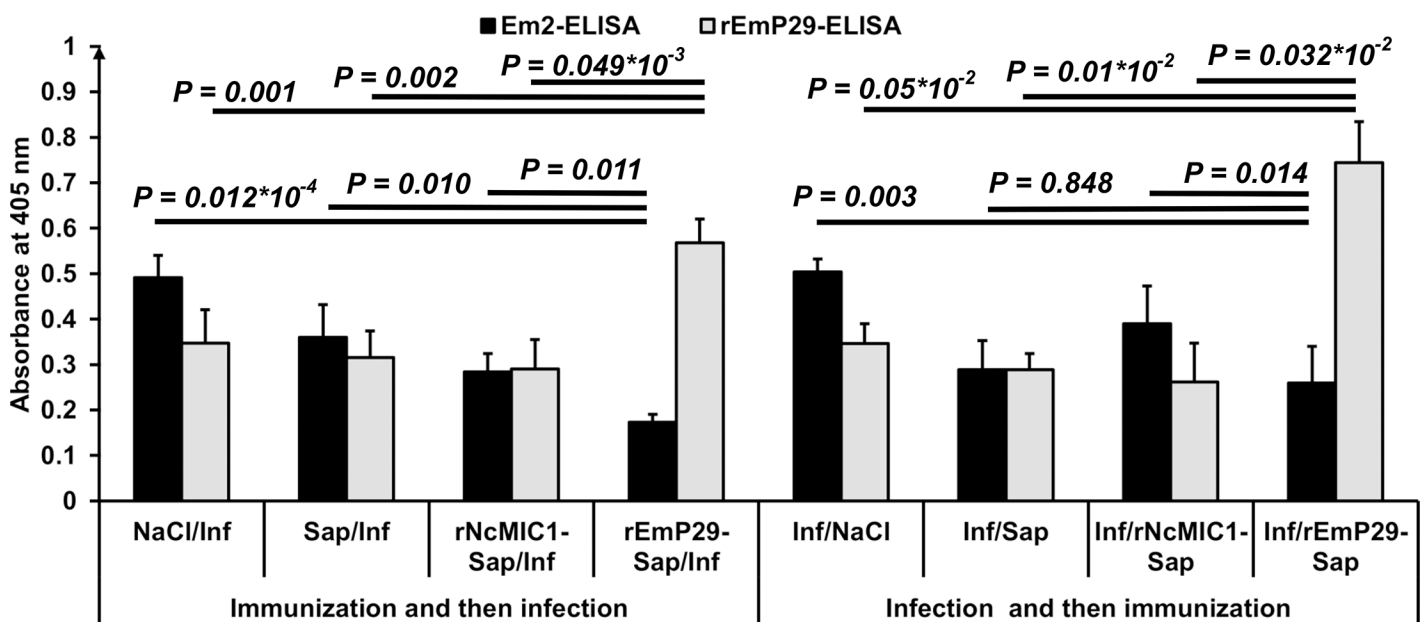 Em2-ELISA rEmP29-ELISA
Absorbance at 405 nm
1
0.9
0.8
0.7
0.6
0.5
0.4
0.3
0.2
0.1
0
P = 0.001
P = 0.002
P = 0.049*10-3
P = 0.012*10-4
P = 0.010
P = 0.011
P = 0.05*10-2
P = 0.01*10-2
P = 0.032*10-2
P = 0.003
P = 0.848
P = 0.014
NaCl/Inf
Sap/Inf
rNcMIC1-
Sap/Inf
rEmP29-
Sap/Inf
Inf/NaCl
Inf/Sap
Inf/rNcMIC1-
Sap
Inf/rEmP29-
Sap
Immunization and then infection
Infection and then immunization